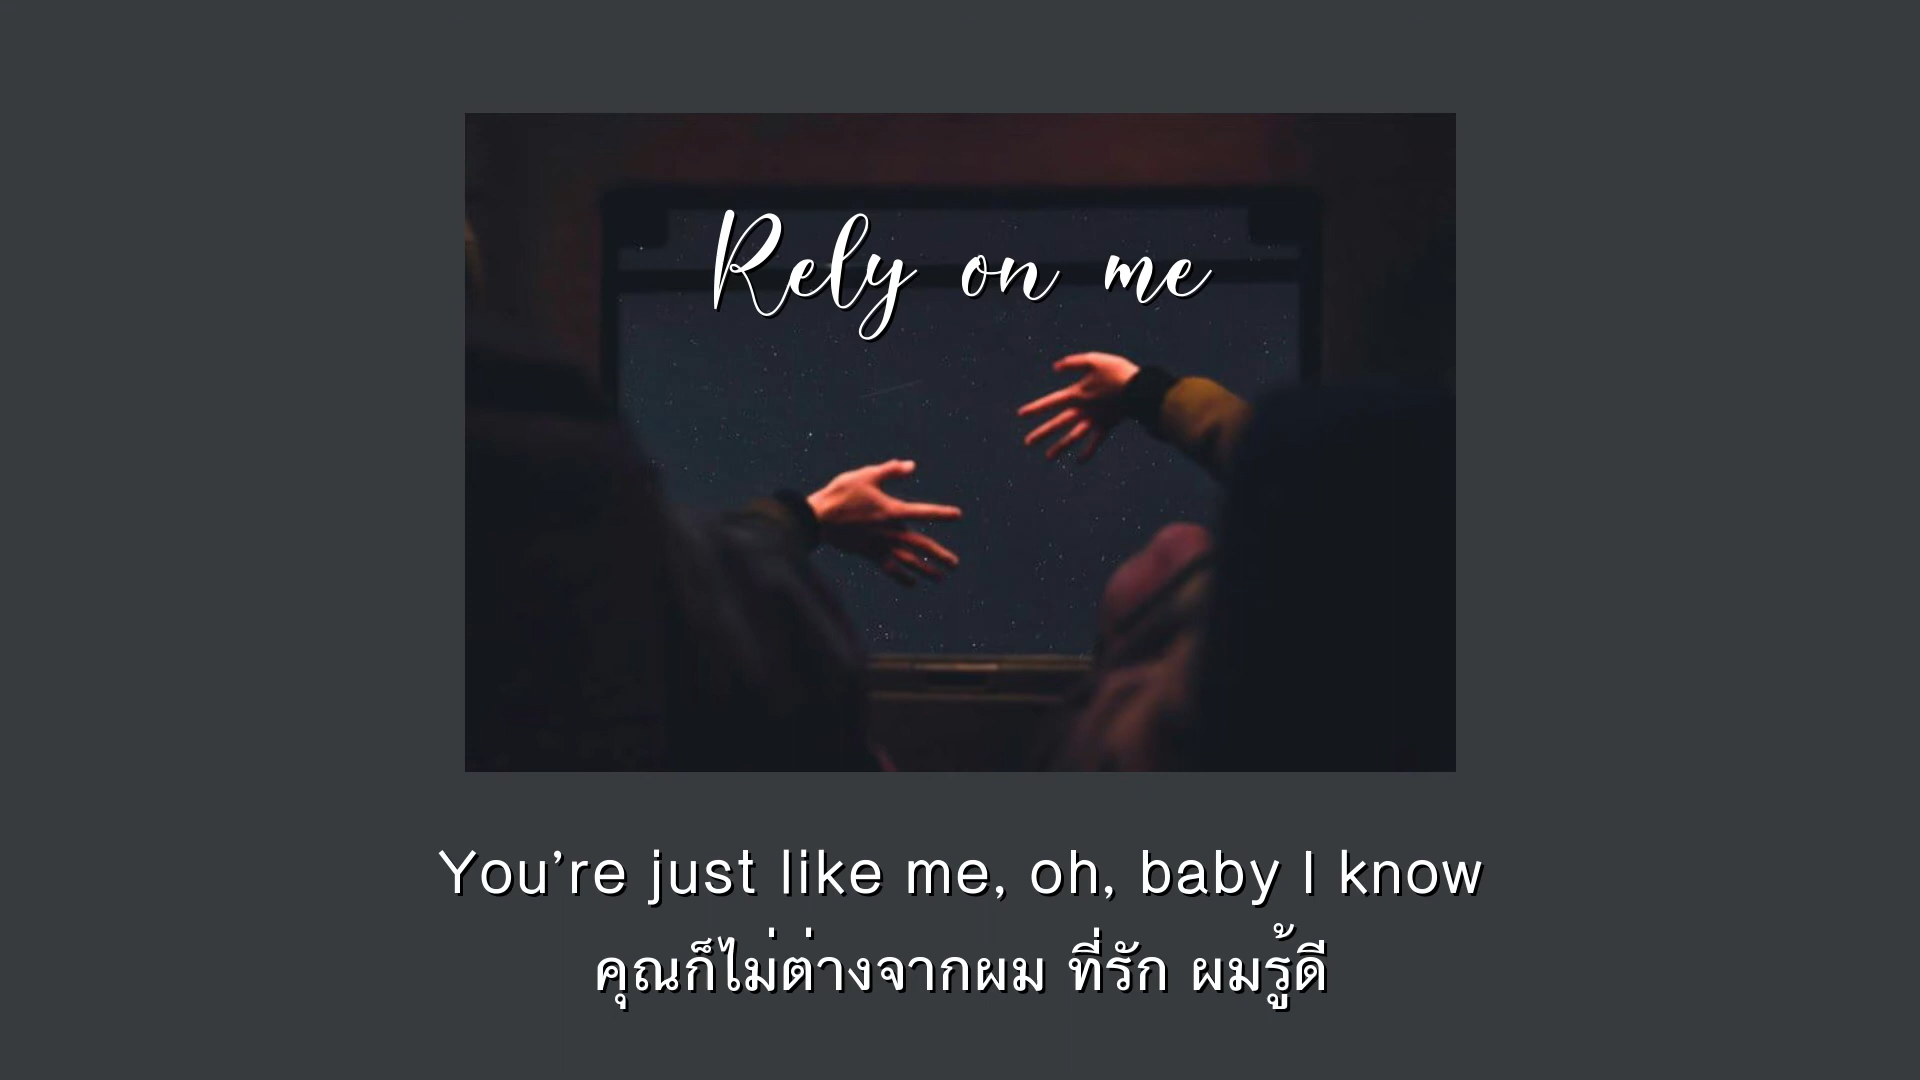 Rely on me
You’re just like me, oh, baby I know
คุณก็ไม่ต่างจากผม ที่รัก ผมรู้ดี